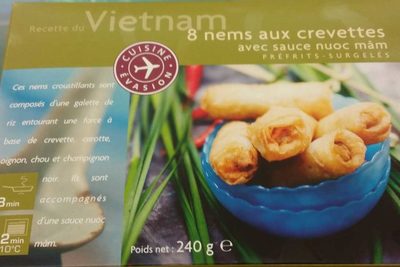 Recette du Vietnam
8 nems aux crevettes
avec sauce nuoc mâm
PRÉFRITS-SURGELÉS
CUISINE ÉVASION
Ces nems croustillants sont
composés d'une galette de
riz entourant une farce à
base de crevette, carotte,
oignon, chou et champignon
noir. Ils sont
accompagnés
d'une sauce nuoc
mâm.
8 min
2 min
Poids net : 240 g e